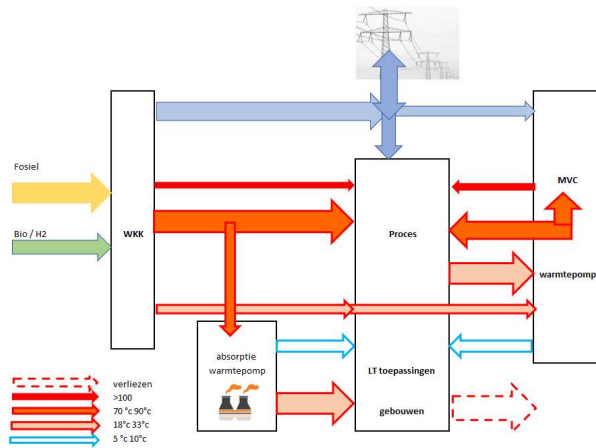 Fosiel
Bio / H2
WKK
Proces
MVC
warmtepomp
absorptie
warmtepomp
LT toepassingen
gebouwen
verliezen
>100
70 °c 90°c
18°c 33°c
5 °c 10°c